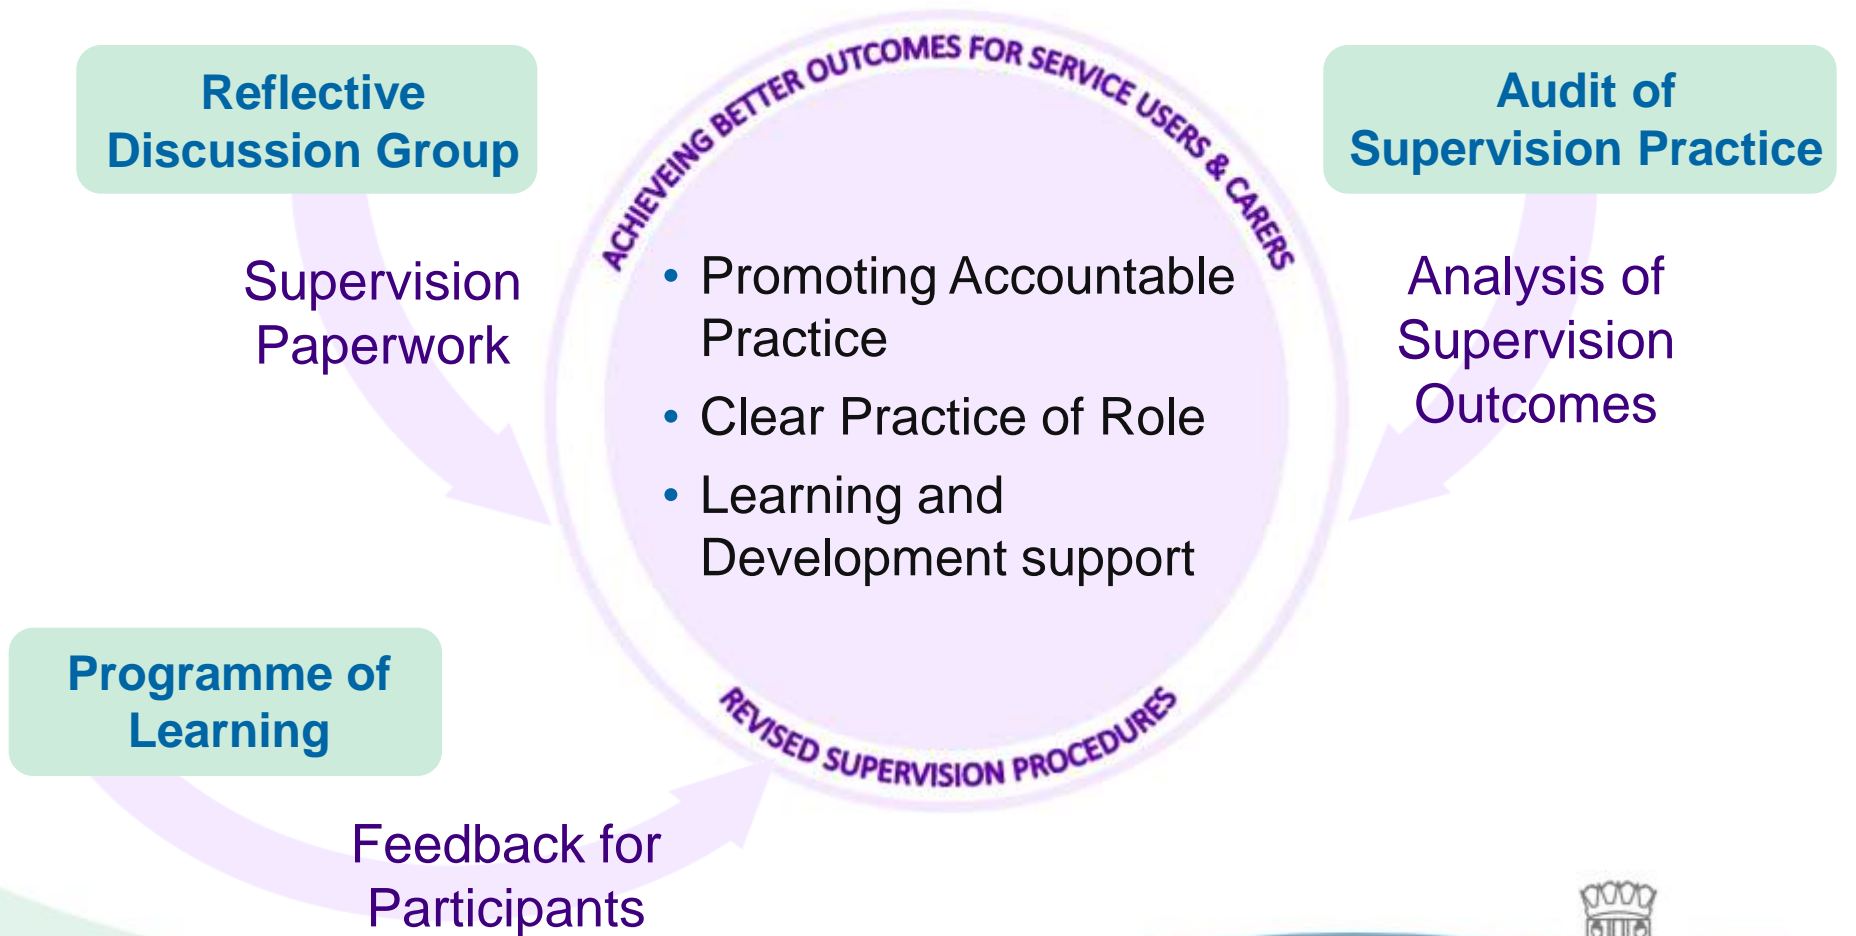 Reflective
Discussion Group
Supervision
Paperwork
ACHIEVEING BETTER OUTCOMES FOR SERVICE USERS & CARERS
• Promoting Accountable
Practice
• Clear Practice of Role
• Learning and
Development support
REVISED SUPERVISION PROCEDURES
Audit of
Supervision Practice
Analysis of
Supervision
Outcomes
Programme of
Learning
Feedback for
Participants